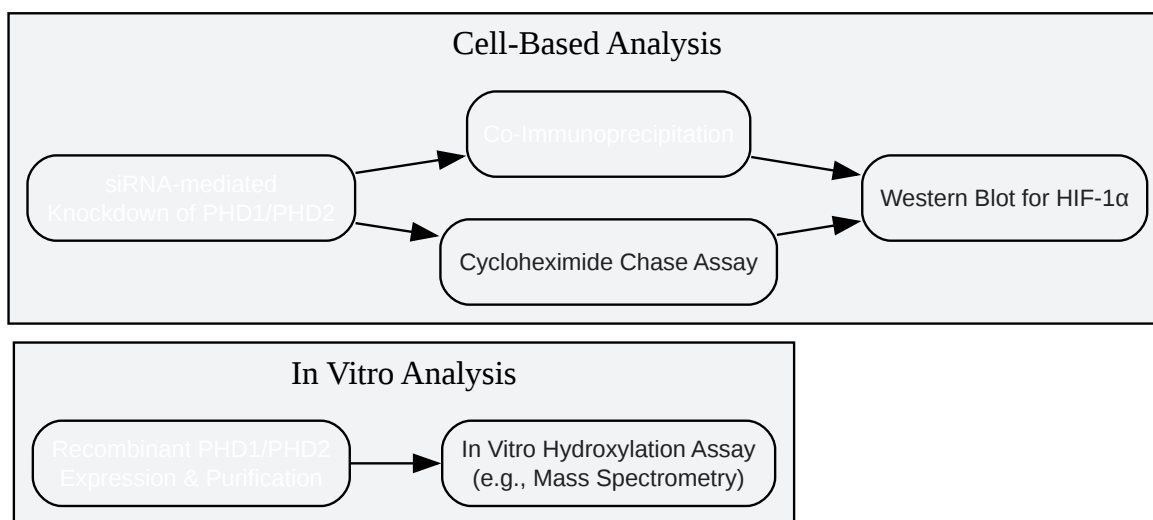 Cell-Based Analysis
siRNA-mediated
Knockdown of PHD1/PHD2
Co-Immunoprecipitation
Cycloheximide Chase Assay
Western Blot for HIF-1α
In Vitro Analysis
Recombinant PHD1/PHD2
Expression & Purification
In Vitro Hydroxylation Assay
(e.g., Mass Spectrometry)